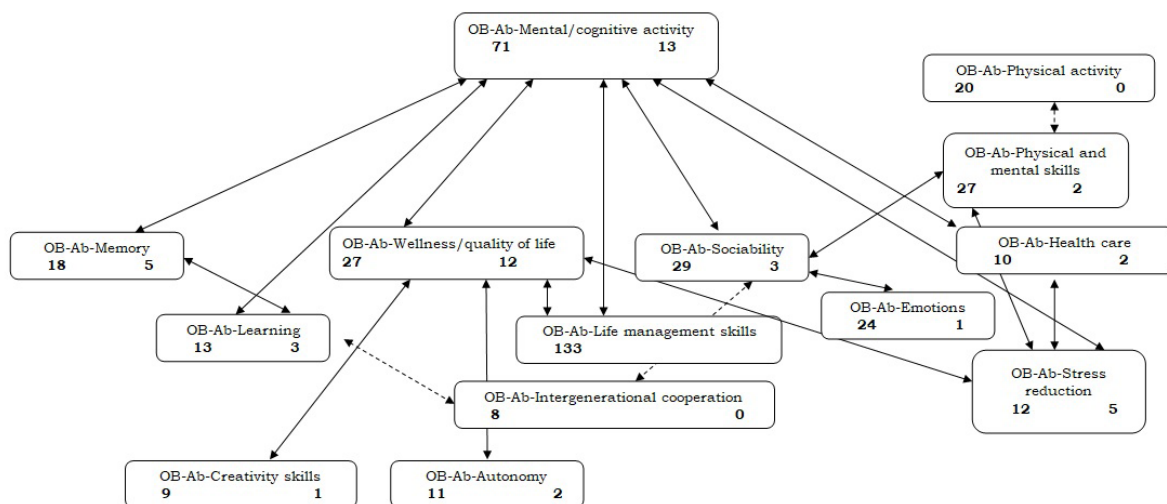 OB-Ab-Mental/cognitive activity
71 13
OB-Ab-Physical activity
20 0
OB-Ab-Physical and
mental skills
27 2
OB-Ab-Memory
18 5
OB-Ab-Wellness/quality of life
27 12
OB-Ab-Sociability
29 3
OB-Ab-Health care
10 2
OB-Ab-Emotions
24 1
OB-Ab-Learning
13 3
OB-Ab-Life management skills
133
OB-Ab-Stress
reduction
12 5
OB-Ab-Intergenerational cooperation
8 0
OB-Ab-Creativity skills
9 1
OB-Ab-Autonomy
11 2